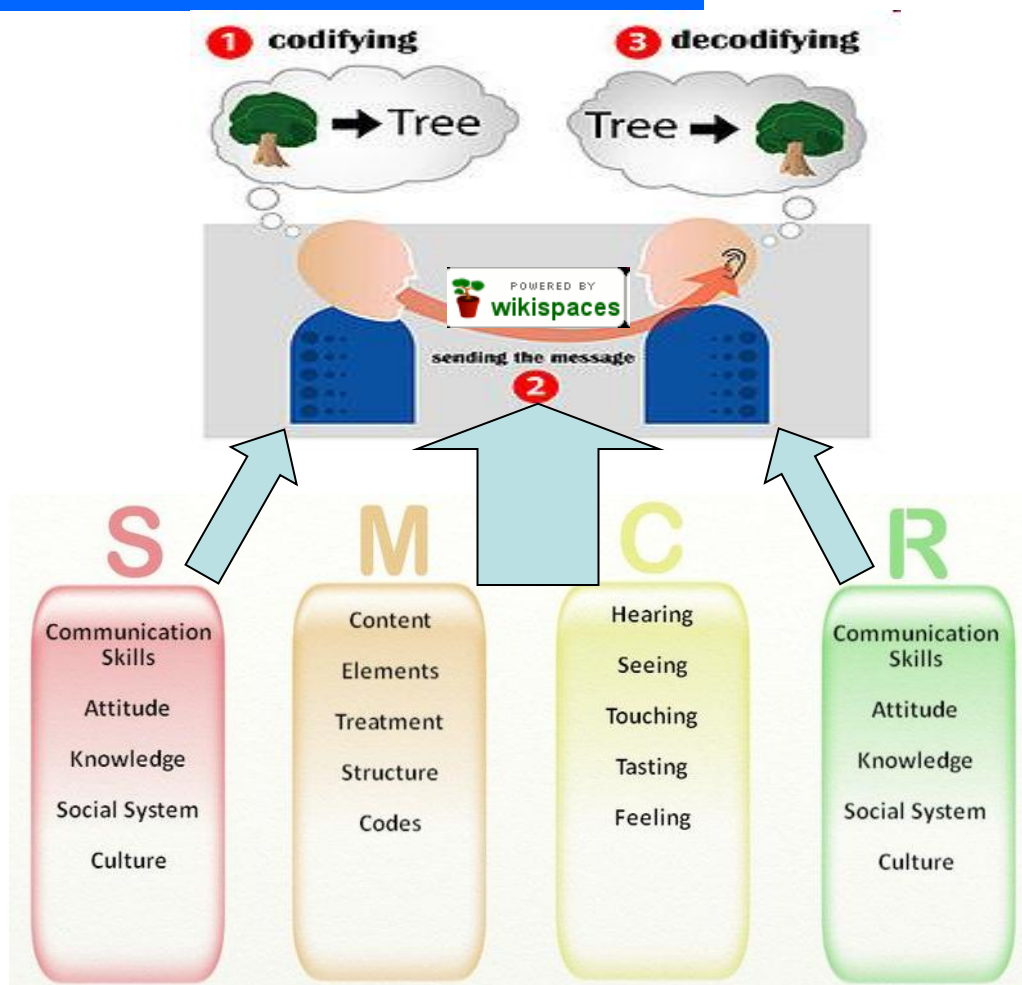 1 codifying
3 decodifying
Tree
Tree
POWERED BY
wikispaces
sending the message
2
S
M
C
R
Communication
Skills
Attitude
Knowledge
Social System
Culture
Content
Elements
Treatment
Structure
Codes
Hearing
Seeing
Touching
Tasting
Feeling
Communication
Skills
Attitude
Knowledge
Social System
Culture